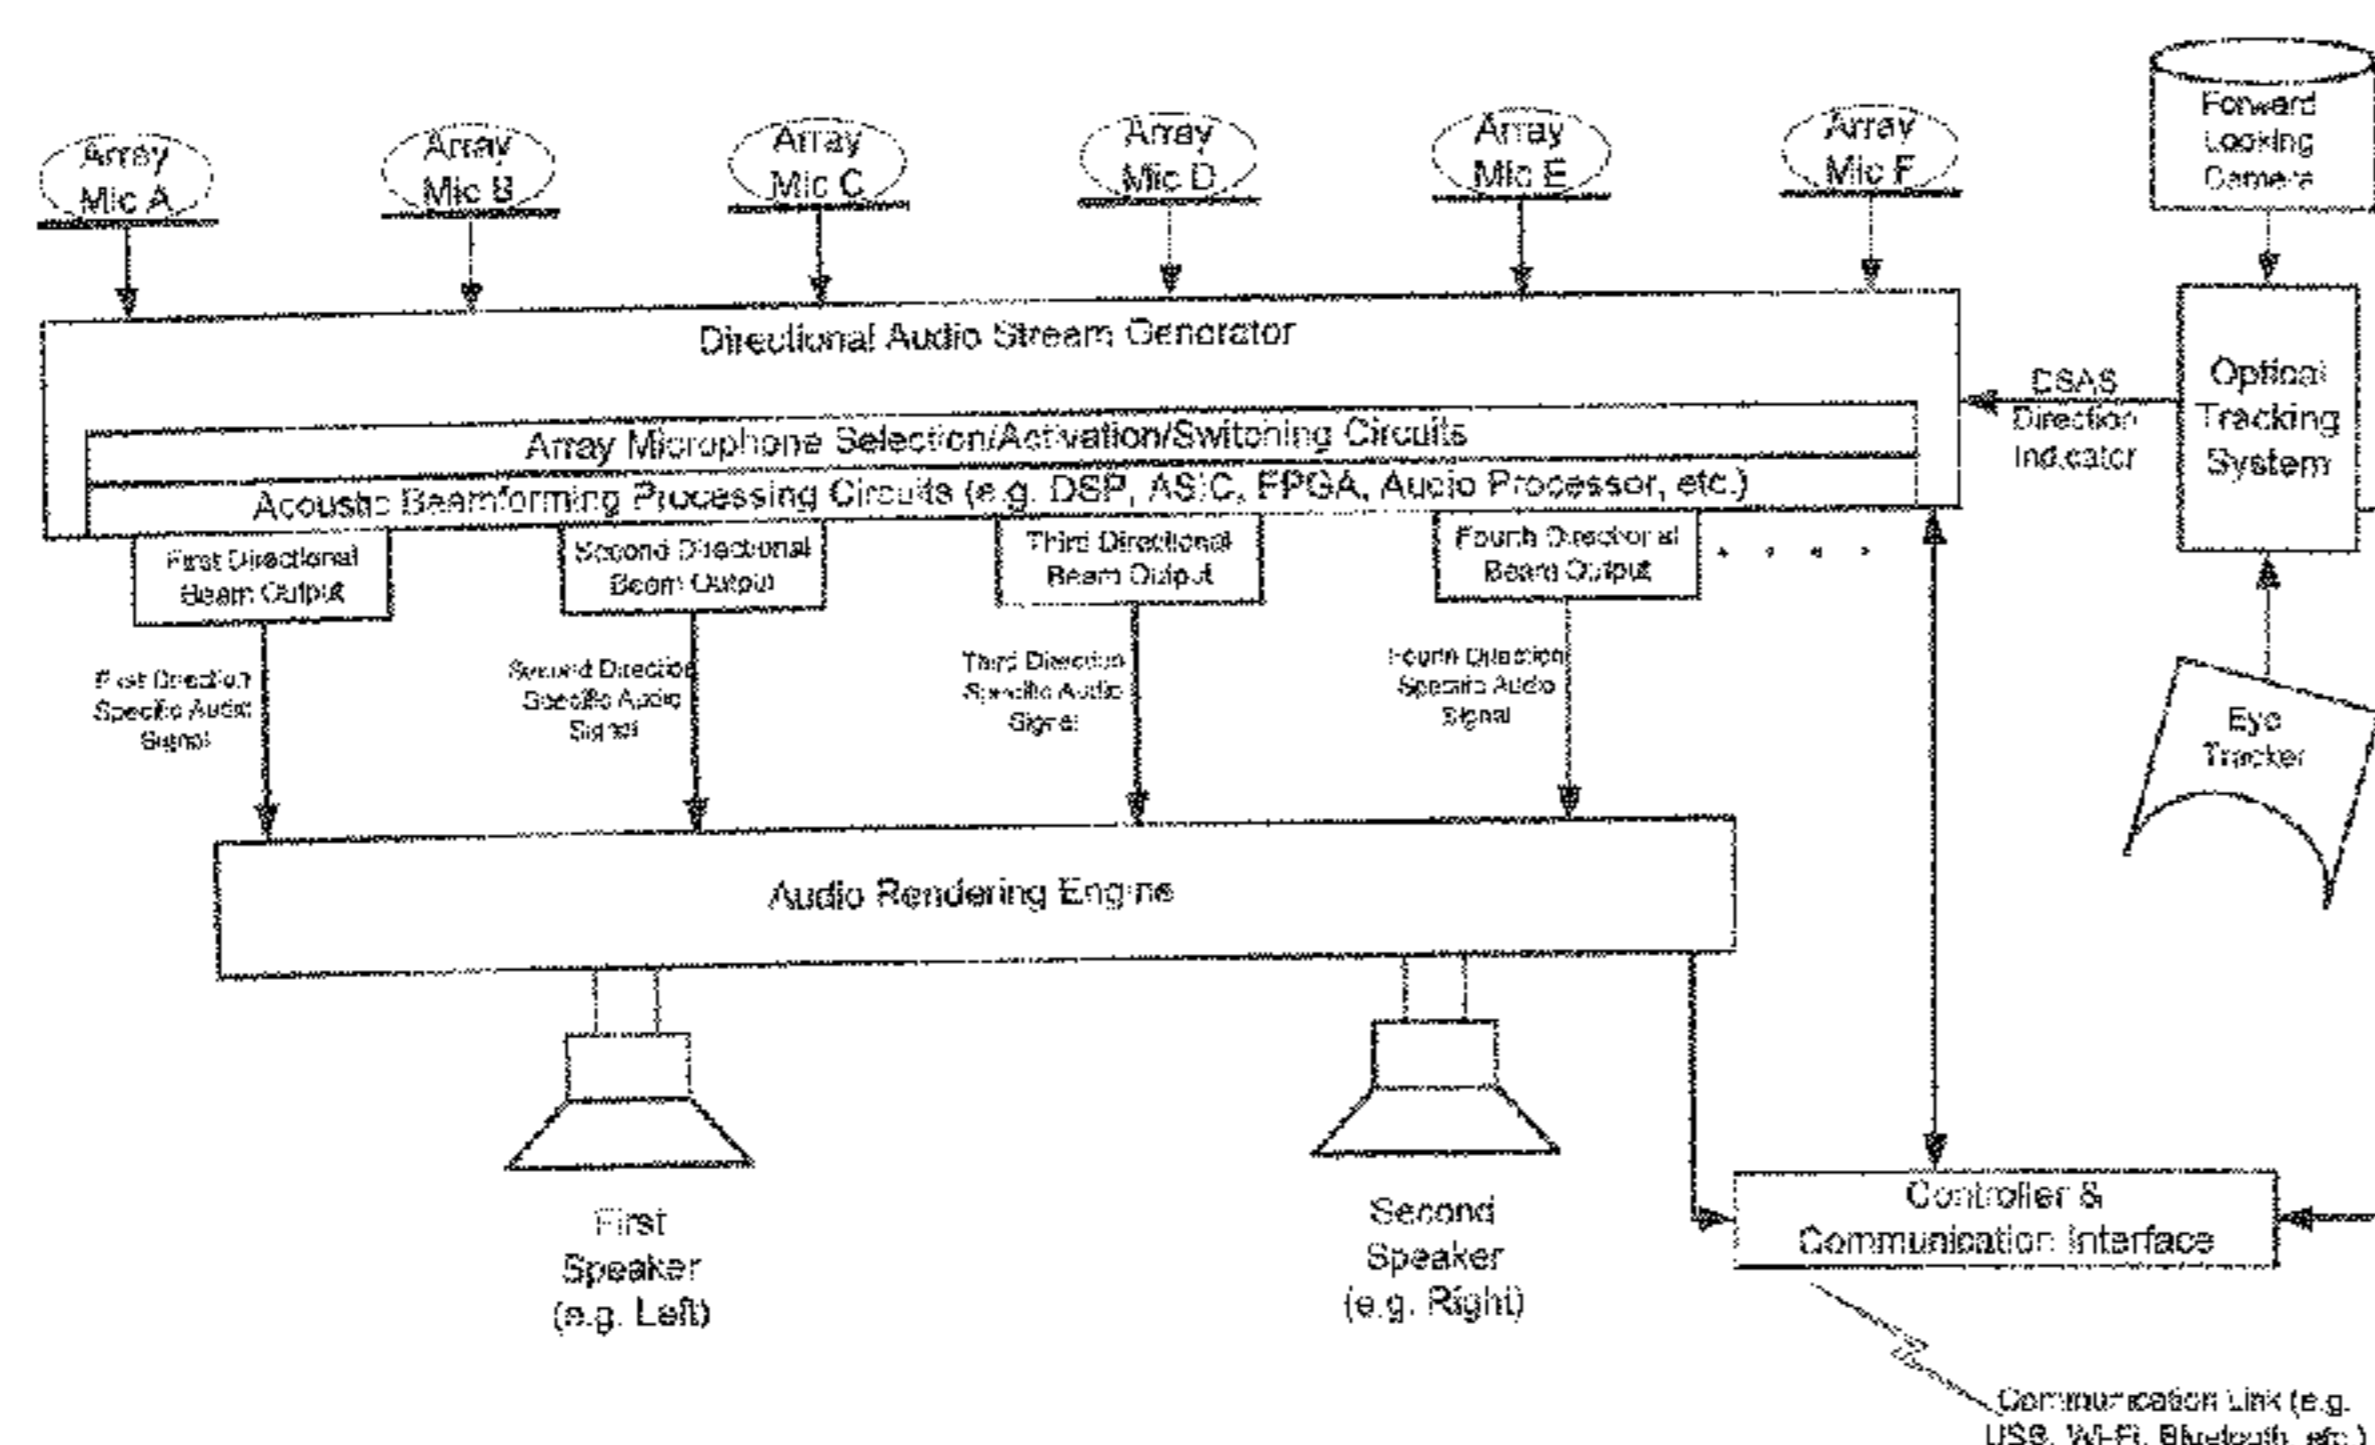 Array
Mic A
Array
Mic B
Array
Mic C
Array
Mic D
Array
Mic E
Array
Mic F
Forward
Looking
Camera
Directional Audio Stream Generator
Array Microphone Selection/Activation/Switching Circuits
Acoustic Beamforming Processing Circuits (e.g. DSP, ASIC, FPGA, Audio Processor, etc.)
DSAS
Direction
Indicator
Optical
Tracking
System
First Directional
Beam Output
Second Directional
Beam Output
Third Directional
Beam Output
Fourth Directional
Beam Output
First Direction
Specific Audio
Signal
Second Direction
Specific Audio
Signal
Third Direction
Specific Audio
Signal
Fourth Direction
Specific Audio
Signal
Eye
Tracker
Audio Rendering Engine
First
Speaker
(e.g. Left)
Second
Speaker
(e.g. Right)
Controller &
Communication Interface
Communication Link (e.g.
USB, Wi-Fi, Bluetooth, etc.)